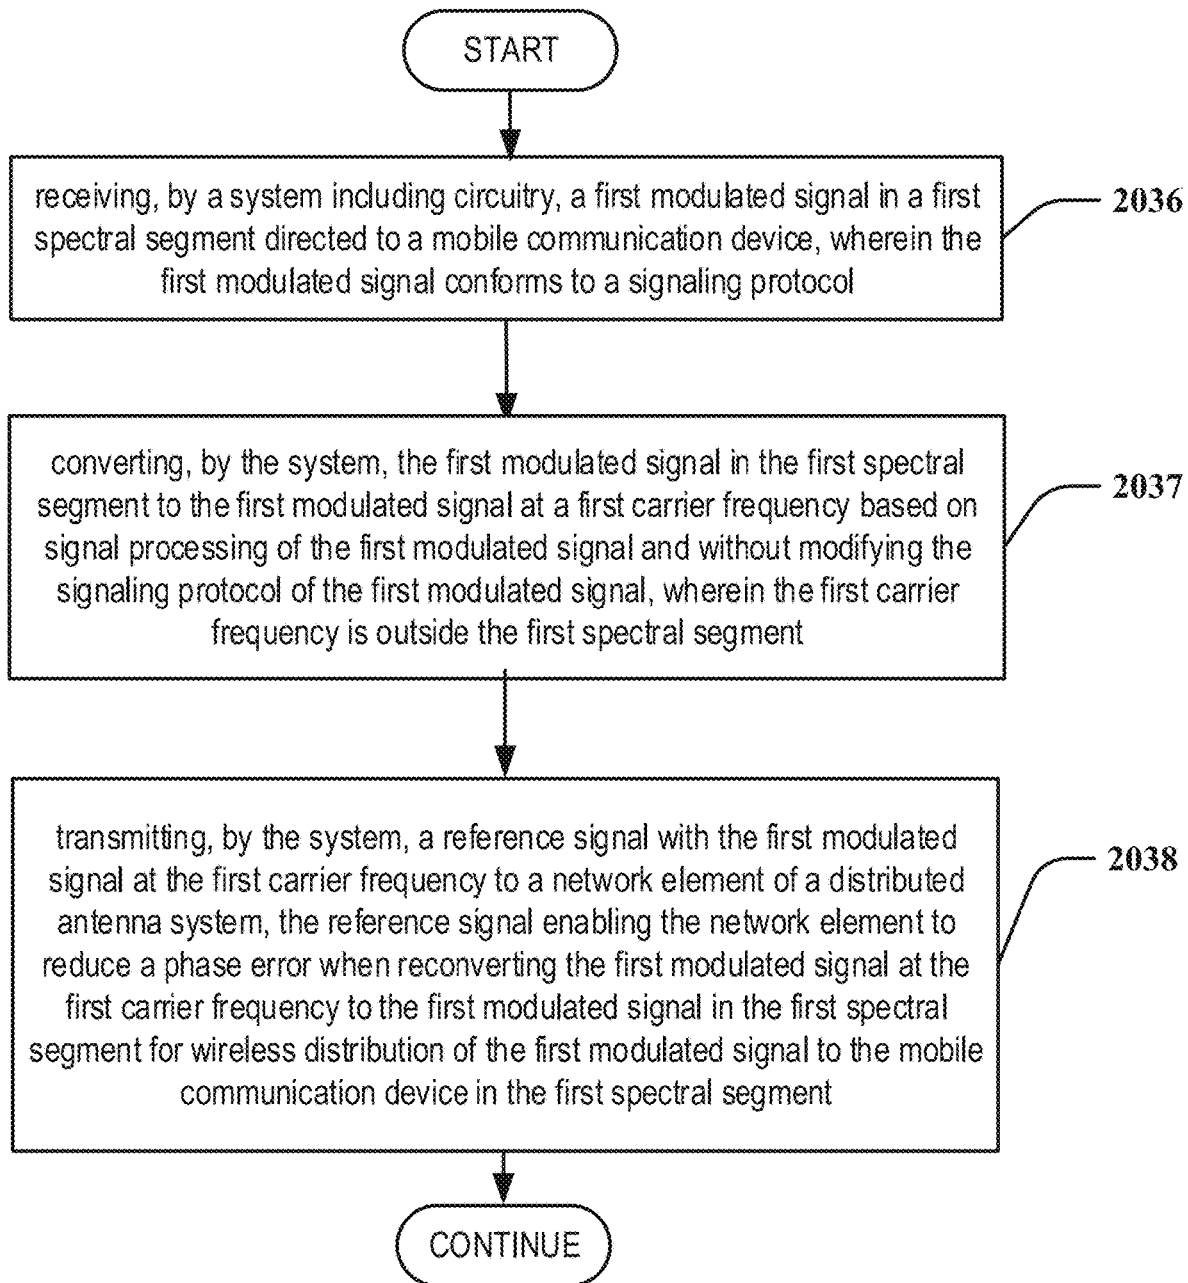 START
receiving, by a system including circuitry, a first modulated signal in a first
spectral segment directed to a mobile communication device, wherein the
first modulated signal conforms to a signaling protocol
2036
converting, by the system, the first modulated signal in the first spectral
segment to the first modulated signal at a first carrier frequency based on
signal processing of the first modulated signal and without modifying the
signaling protocol of the first modulated signal, wherein the first carrier
frequency is outside the first spectral segment
2037
transmitting, by the system, a reference signal with the first modulated
signal at the first carrier frequency to a network element of a distributed
antenna system, the reference signal enabling the network element to
reduce a phase error when reconverting the first modulated signal at the
first carrier frequency to the first modulated signal in the first spectral
segment for wireless distribution of the first modulated signal to the mobile
communication device in the first spectral segment
2038
CONTINUE